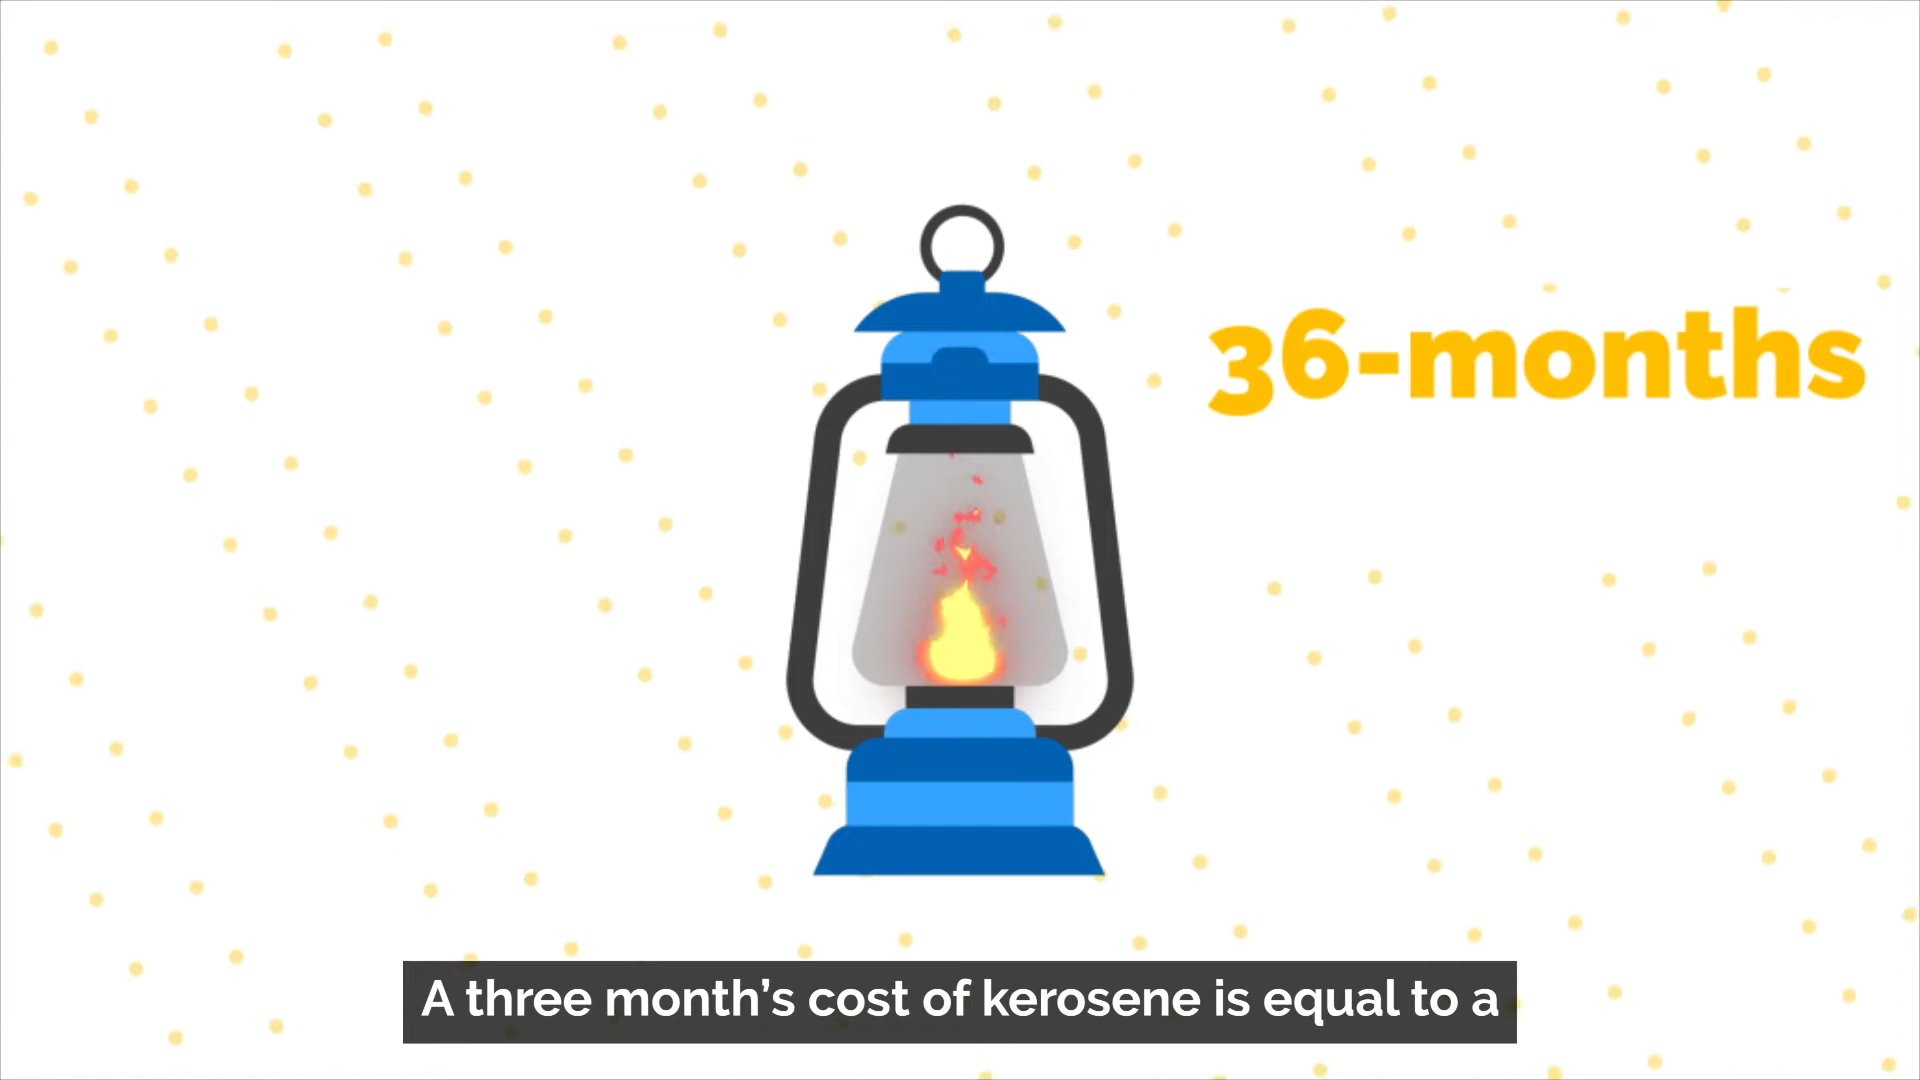 36-months
A three month’s cost of kerosene is equal to a